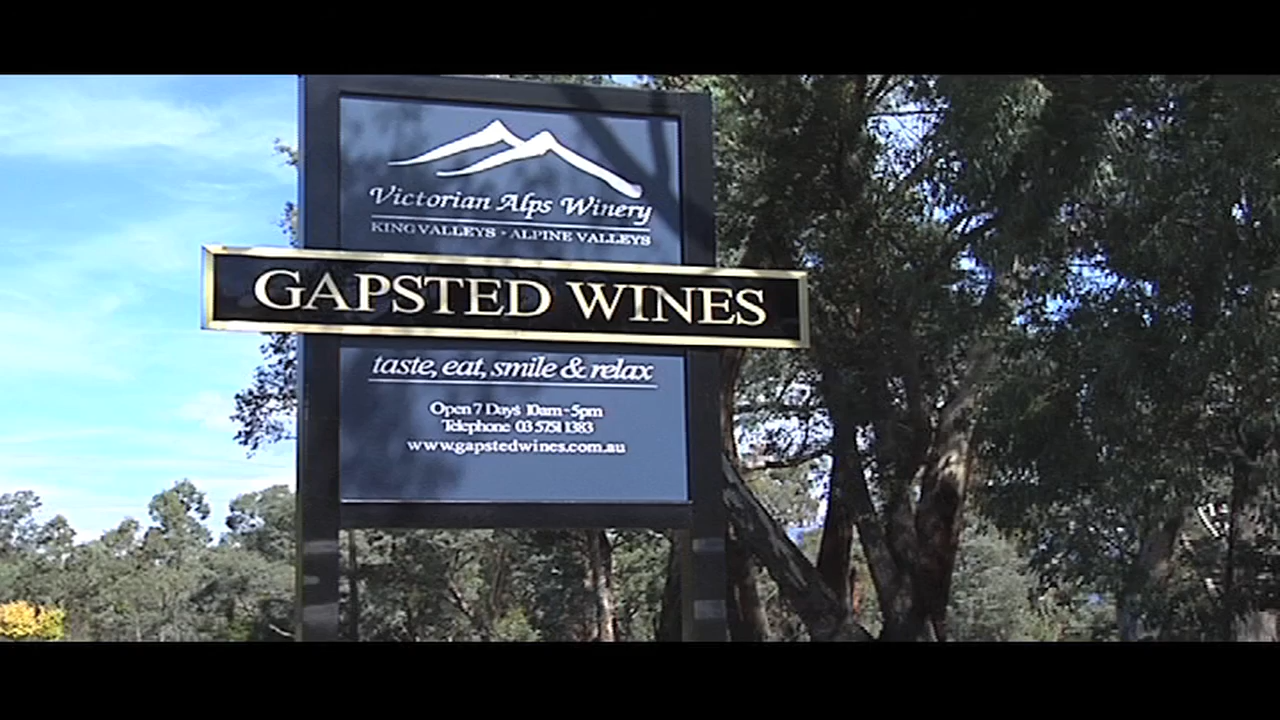 Victorian Alps Winery
KING VALLEYS • ALPINE VALLEYS
GAPSTED WINES
taste, eat, smile & relax
Open 7 Days 10am - 5pm
Telephone 03 5751 1383
www.gapstedwines.com.au